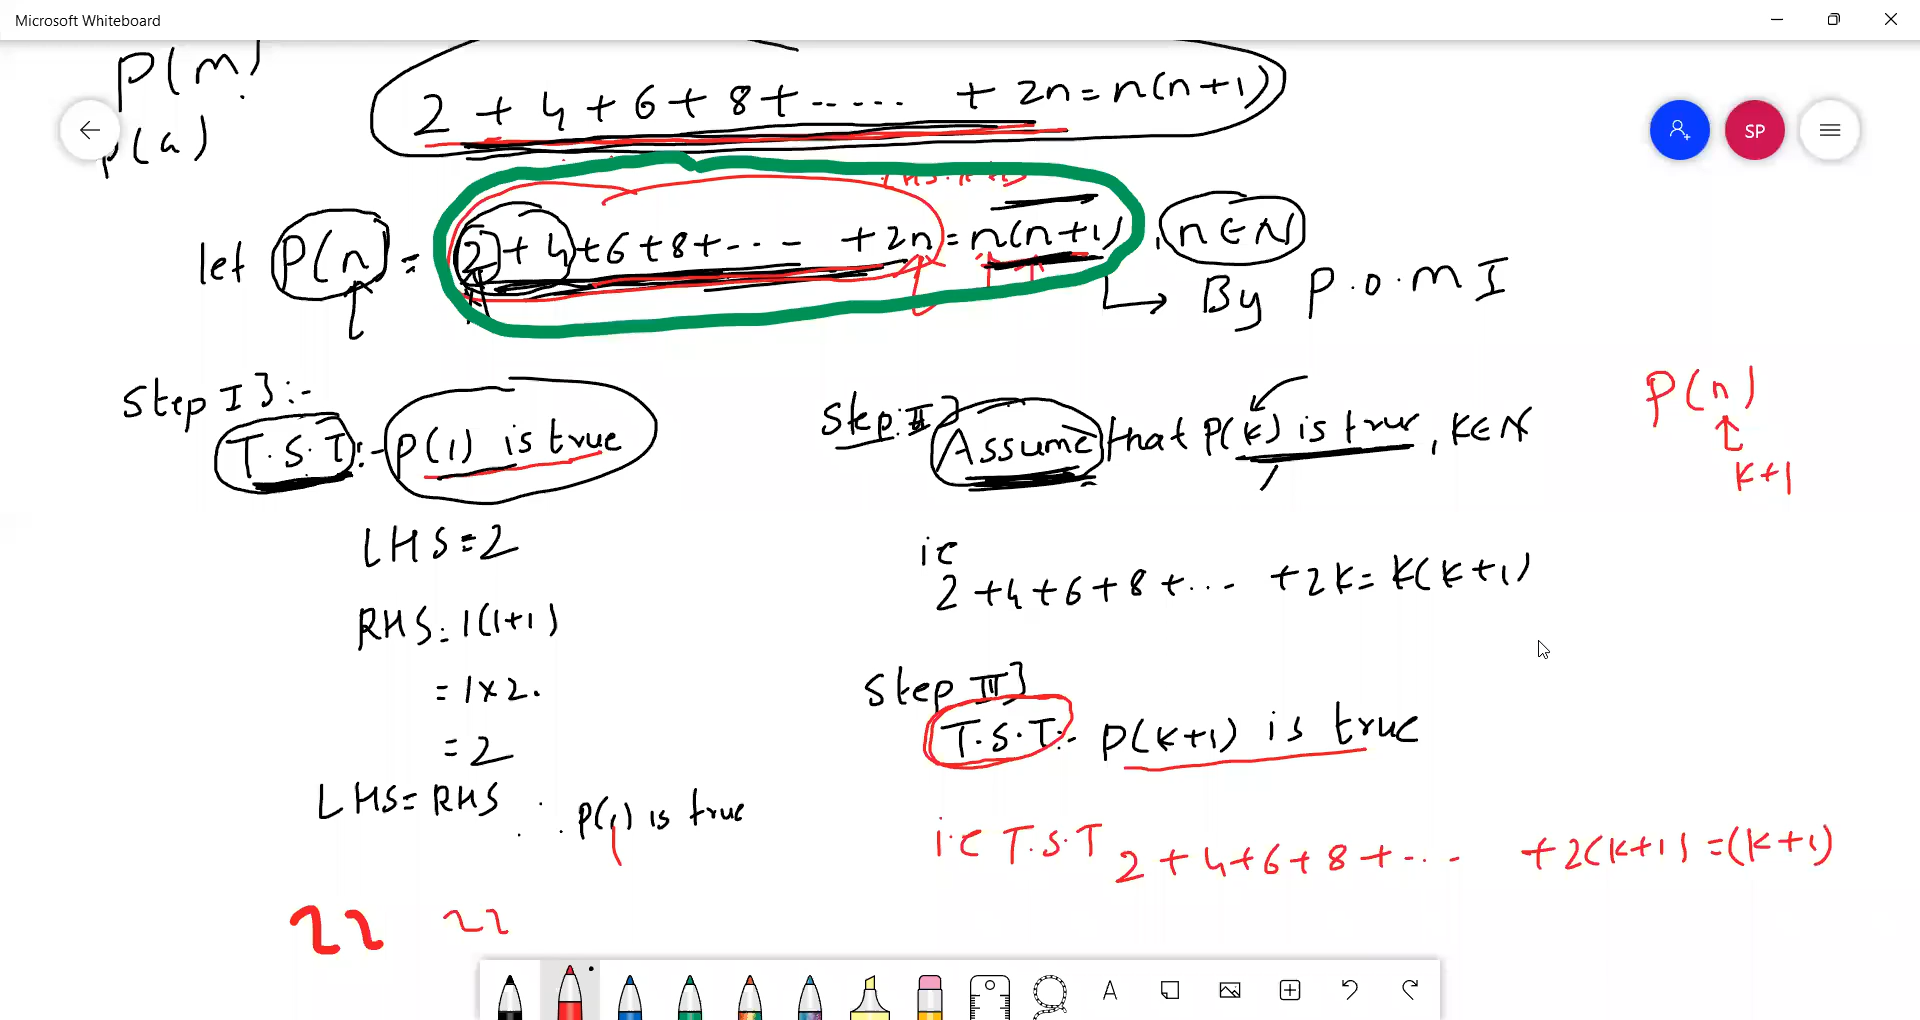 Microsoft Whiteboard
P(m)
P(a)
2 + 4 + 6 + 8 + ..... + 2n = n(n+1)
SP
let P(n) = 2 + 4 + 6 + 8 + ... + 2n = n(n+1), n∈N
By P.O.M I
Step I]:-
T.S.T:- P(1) is true
LHS = 2
RHS = 1(1+1)
= 1×2.
= 2
LHS = RHS ∴ P(1) is true
22 22
Step II]
Assume that P(k) is true, K∈N
ie
2 + 4 + 6 + 8 + ... + 2K = K(K+1)
Step III]
T.S.T:- P(K+1) is true
i.e T.S.T 2 + 4 + 6 + 8 + ... + 2(K+1) = (K+1)
P(n)
K+1